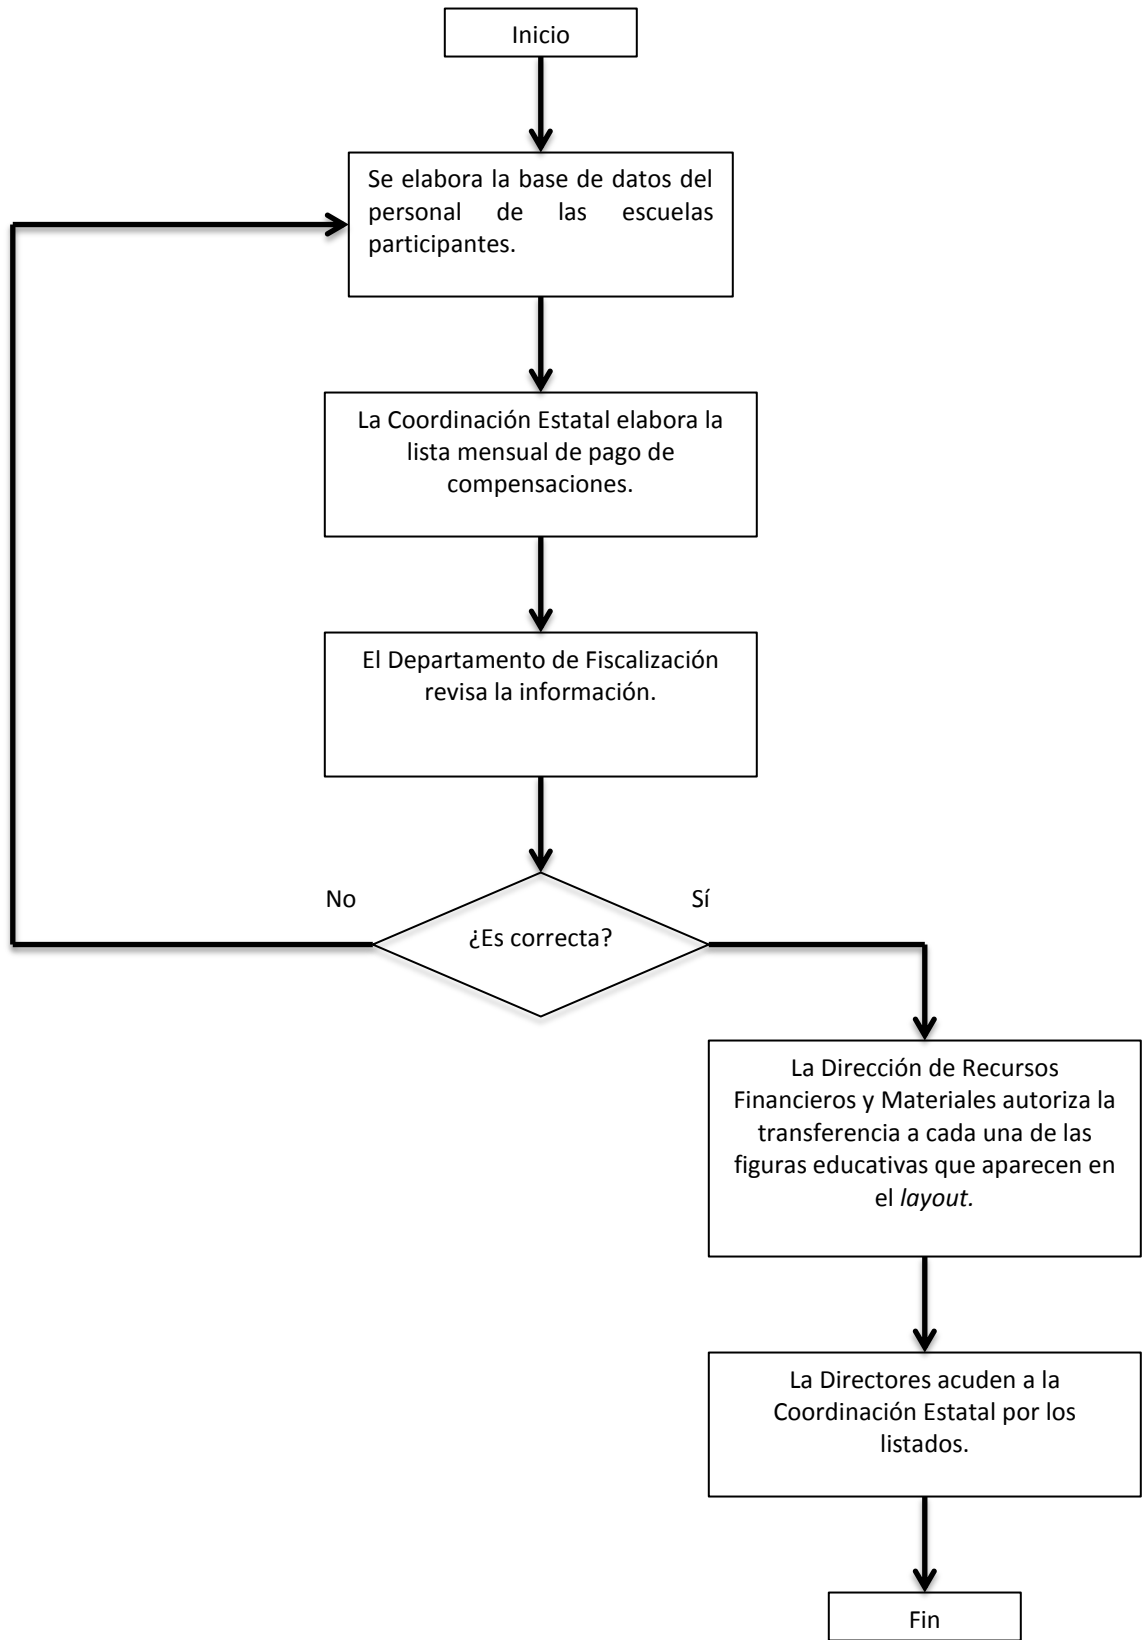 Inicio
Se elabora la base de datos del
personal de las escuelas
participantes.
La Coordinación Estatal elabora la
lista mensual de pago de
compensaciones.
El Departamento de Fiscalización
revisa la información.
No
Sí
¿Es correcta?
La Dirección de Recursos
Financieros y Materiales autoriza la
transferencia a cada una de las
figuras educativas que aparecen en
el layout.
La Directores acuden a la
Coordinación Estatal por los
listados.
Fin